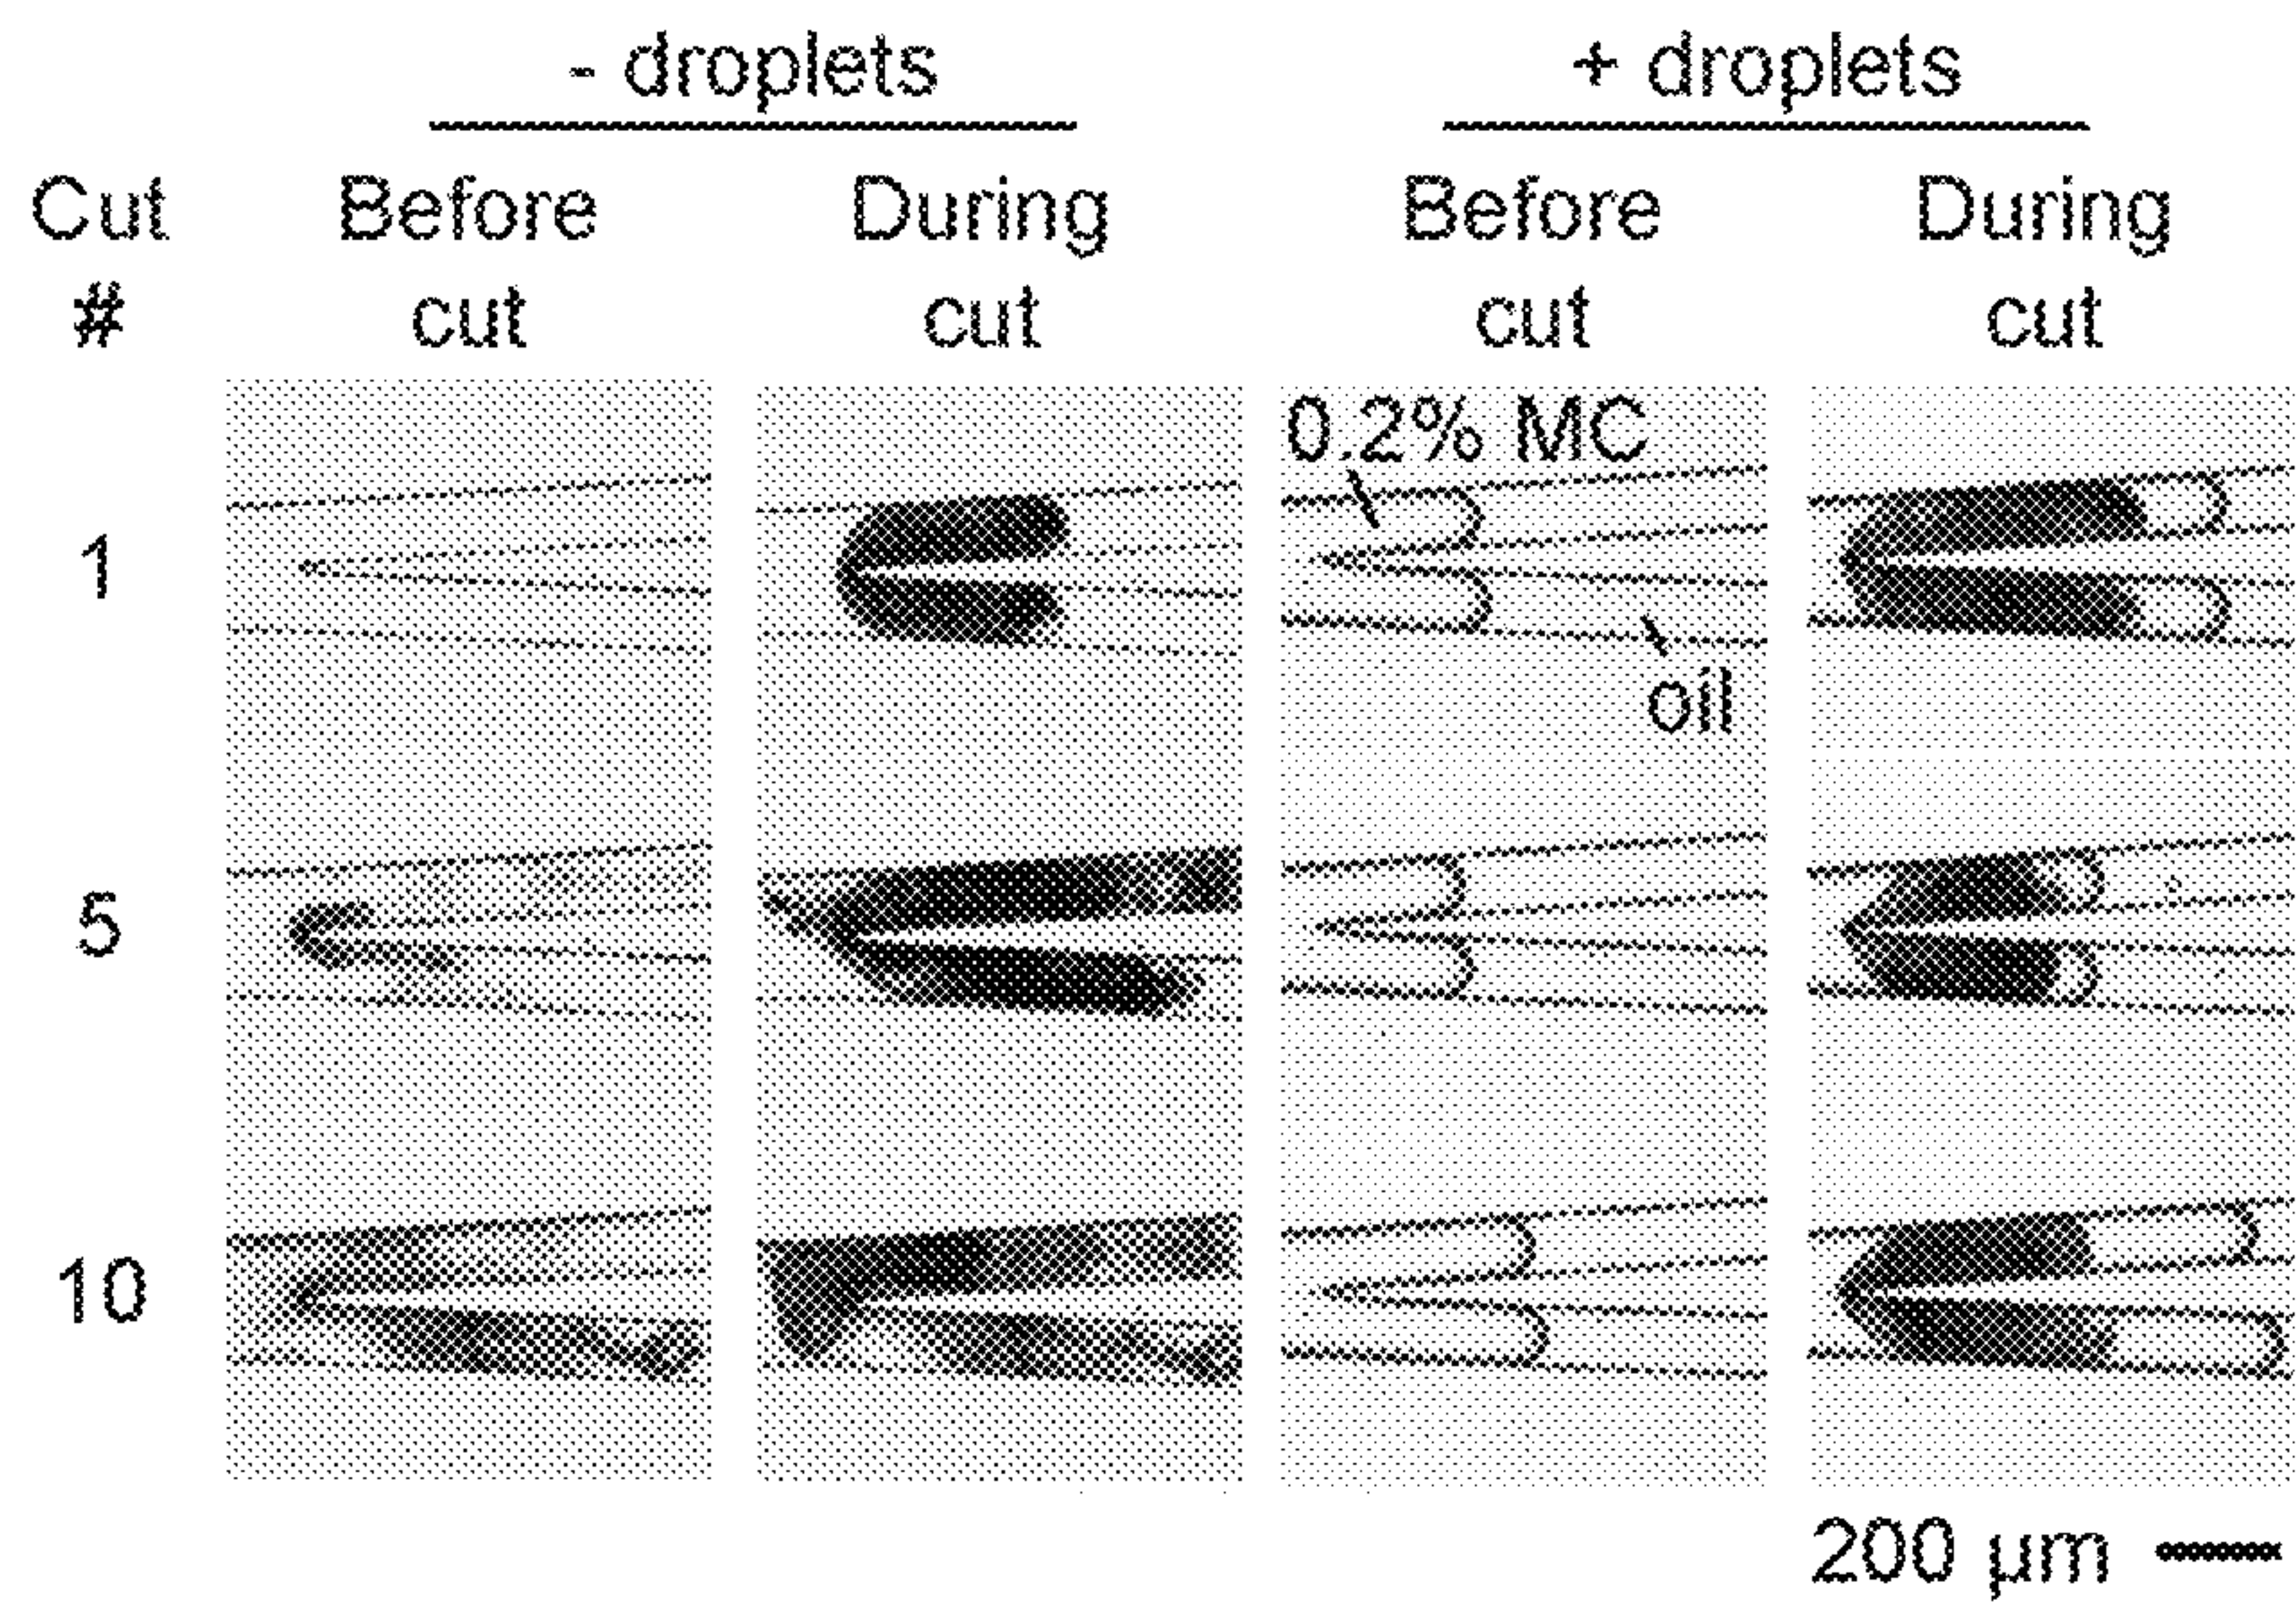 - droplets + droplets
Cut Before During Before During
# cut cut cut cut
0.2% MC
1
oil
5
10
200 µm